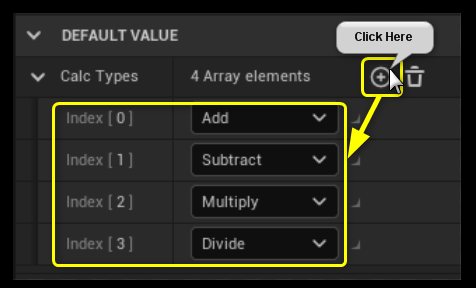 DEFAULT VALUE
Click Here
Calc Types 4 Array elements
Index [ 0 ] Add
Index [ 1 ] Subtract
Index [ 2 ] Multiply
Index [ 3 ] Divide